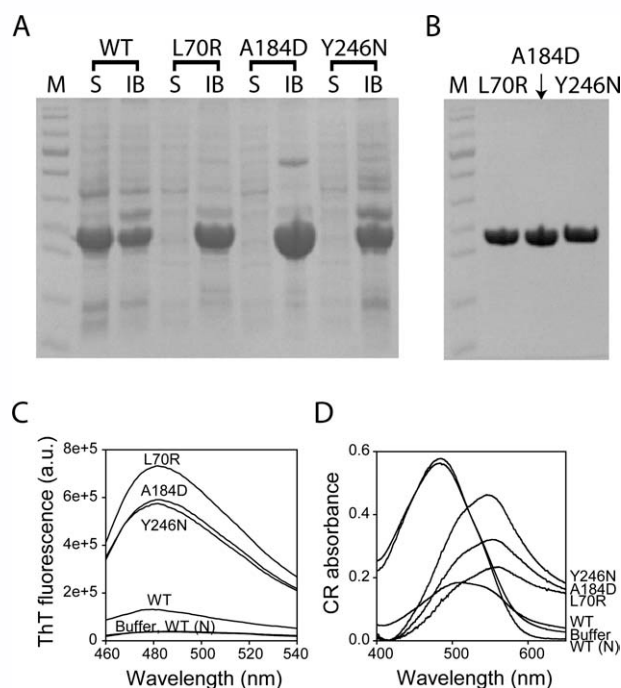 A
B
WT L70R A184D Y246N
M S IB S IB S IB S IB
A184D
M L70R Y246N
C
D
ThT fluorescence (a.u.)
8e+5
6e+5
4e+5
2e+5
0
L70R
A184D
Y246N
WT
Buffer, WT (N)
460 480 500 520 540
Wavelength (nm)
CR absorbance
0.6
0.4
0.2
0.0
Y246N
A184D
L70R
WT
Buffer
WT (N)
400 500 600
Wavelength (nm)